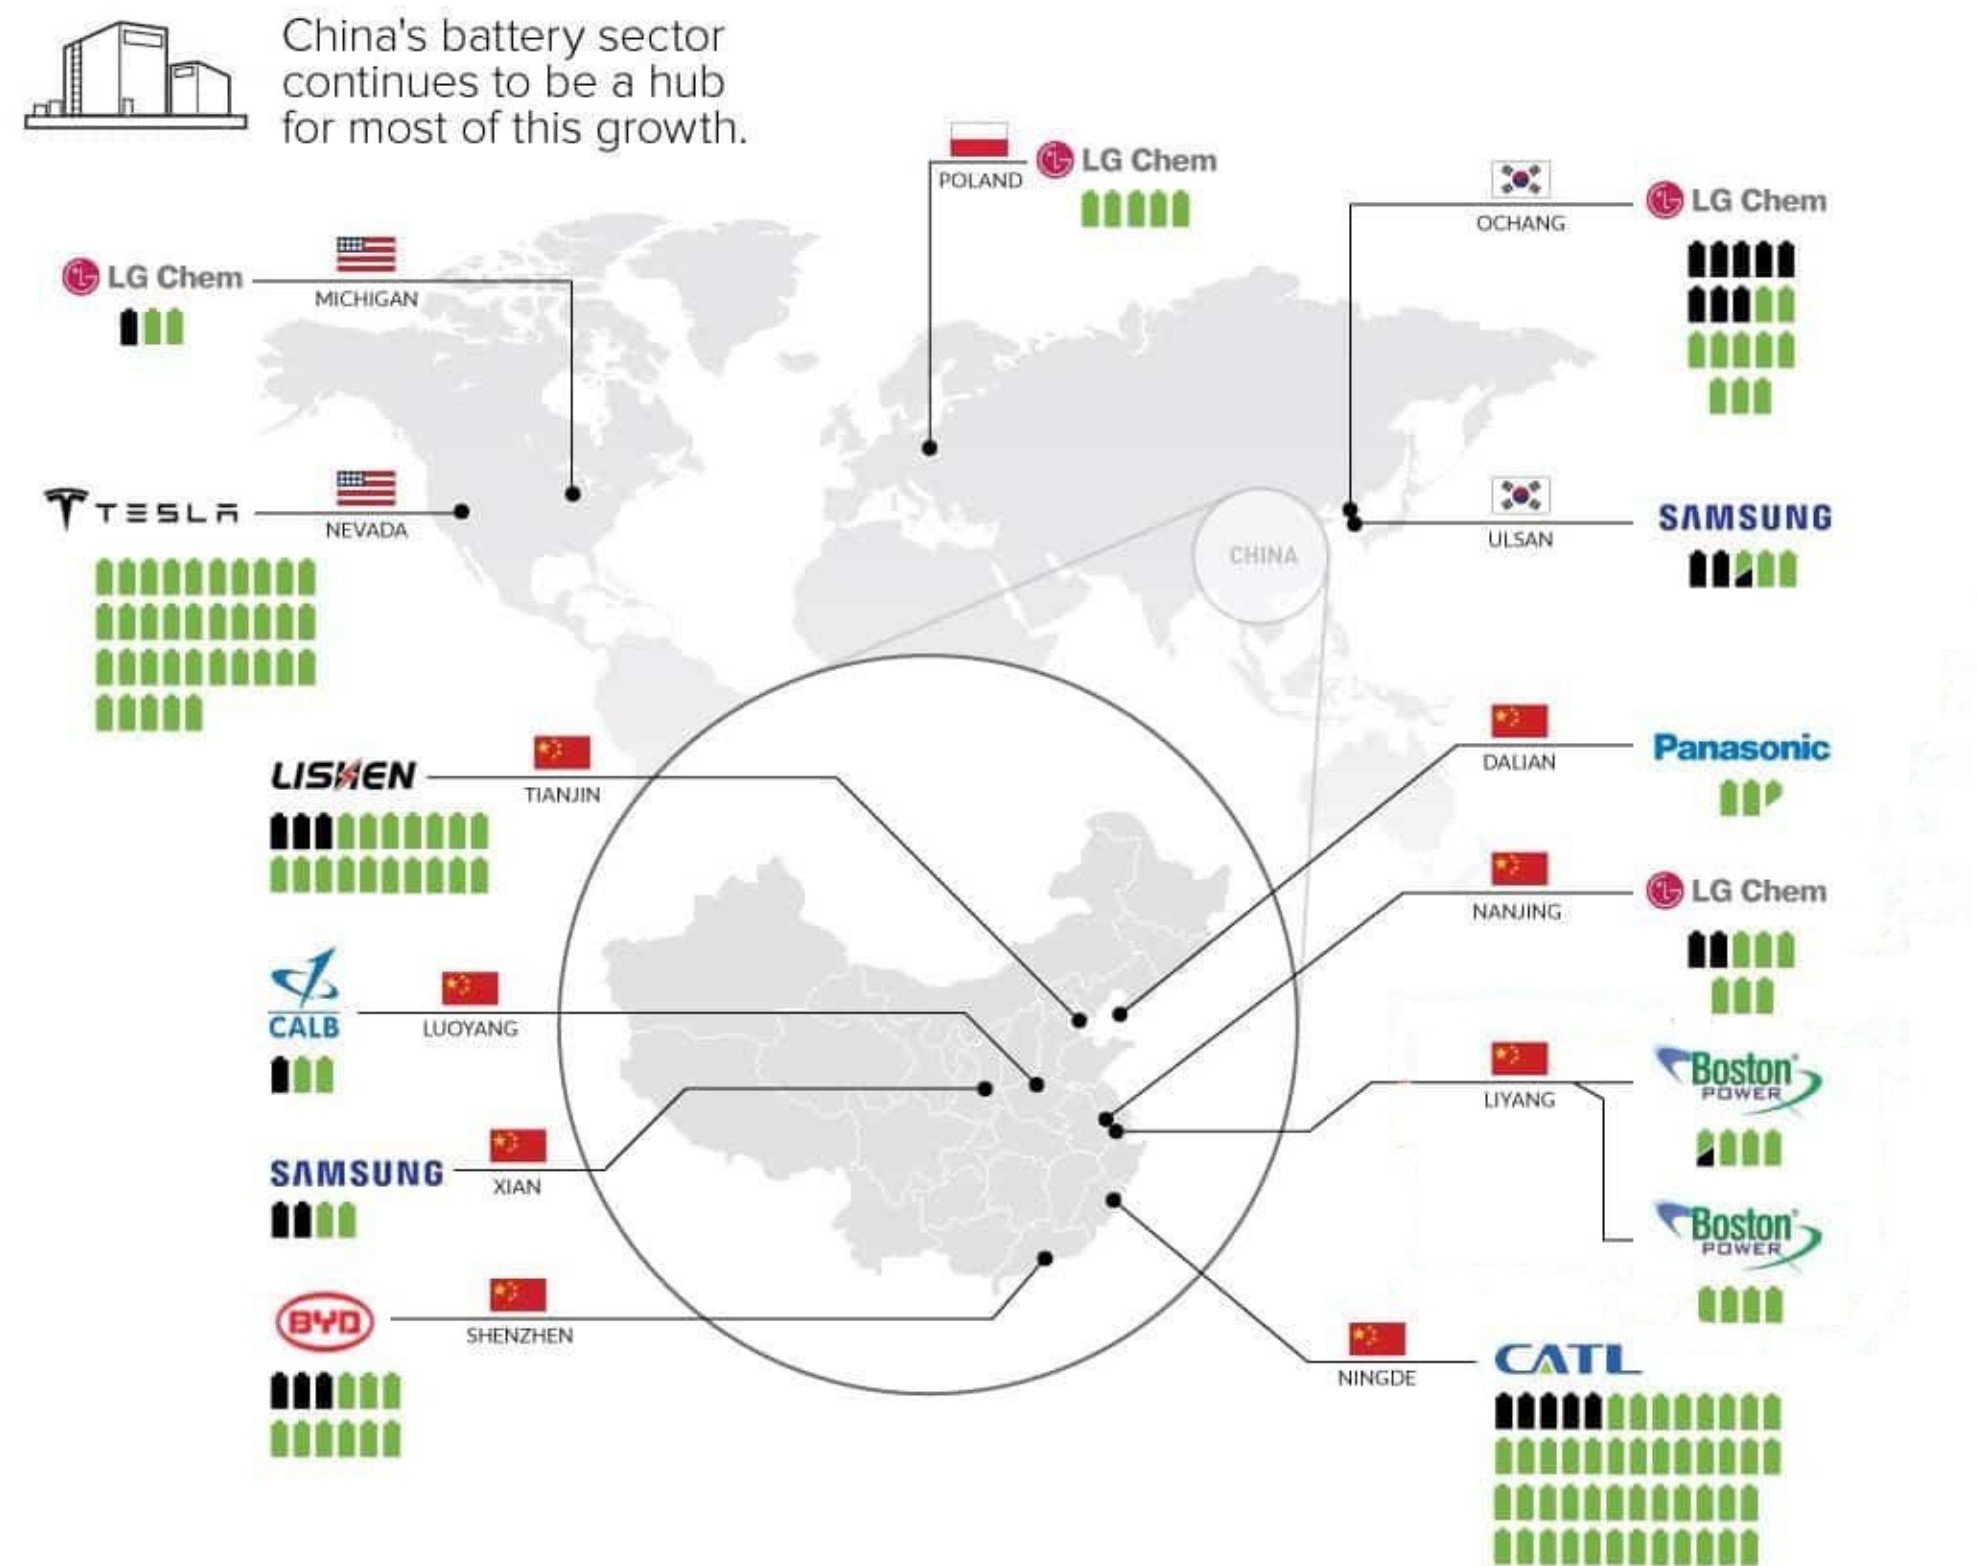 China's battery sector
continues to be a hub
for most of this growth.
POLAND
LG Chem
OCHANG
LG Chem
LG Chem
MICHIGAN
TESLA
NEVADA
ULSAN
SAMSUNG
CHINA
LISHEN
TIANJIN
DALIAN
Panasonic
NANJING
LG Chem
CALB
LUOYANG
LIYANG
Boston
POWER
SAMSUNG
XIAN
Boston
POWER
BYD
SHENZHEN
NINGDE
CATL